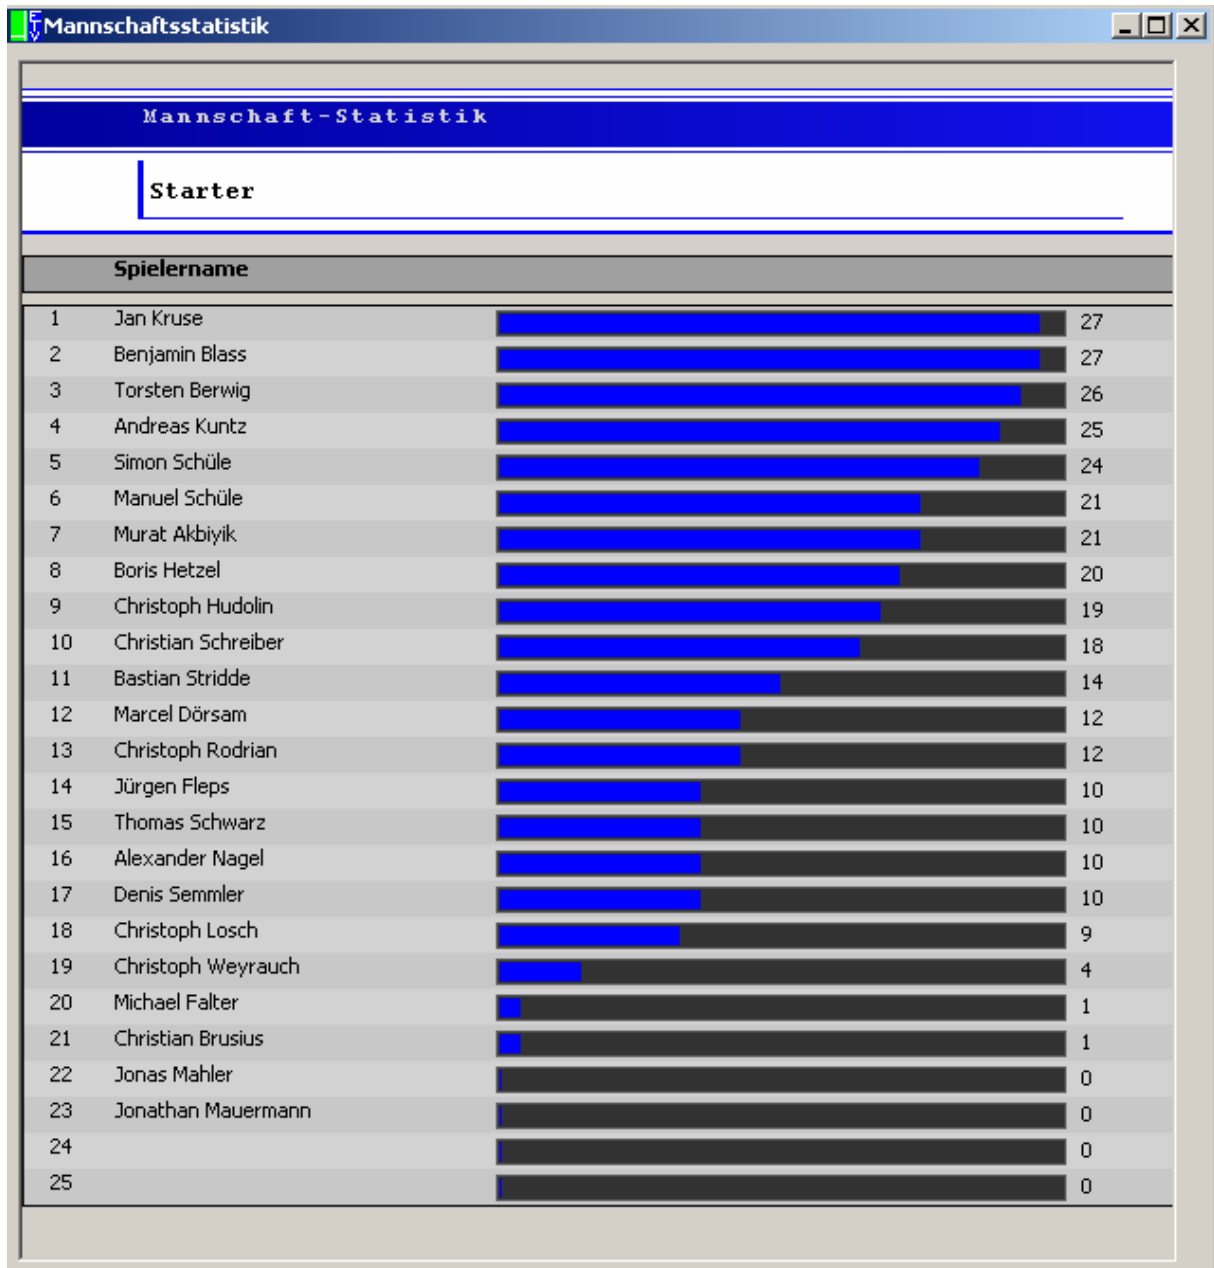 Mannschaftsstatistik
Mannschaft-Statistik
Starter
Spielername
1 Jan Kruse 27
2 Benjamin Blass 27
3 Torsten Berwig 26
4 Andreas Kuntz 25
5 Simon Schüle 24
6 Manuel Schüle 21
7 Murat Akbiyik 21
8 Boris Hetzel 20
9 Christoph Hudolin 19
10 Christian Schreiber 18
11 Bastian Stridde 14
12 Marcel Dörsam 12
13 Christoph Rodrian 12
14 Jürgen Fleps 10
15 Thomas Schwarz 10
16 Alexander Nagel 10
17 Denis Semmler 10
18 Christoph Losch 9
19 Christoph Weyrauch 4
20 Michael Falter 1
21 Christian Brusius 1
22 Jonas Mahler 0
23 Jonathan Mauermann 0
24 0
25 0